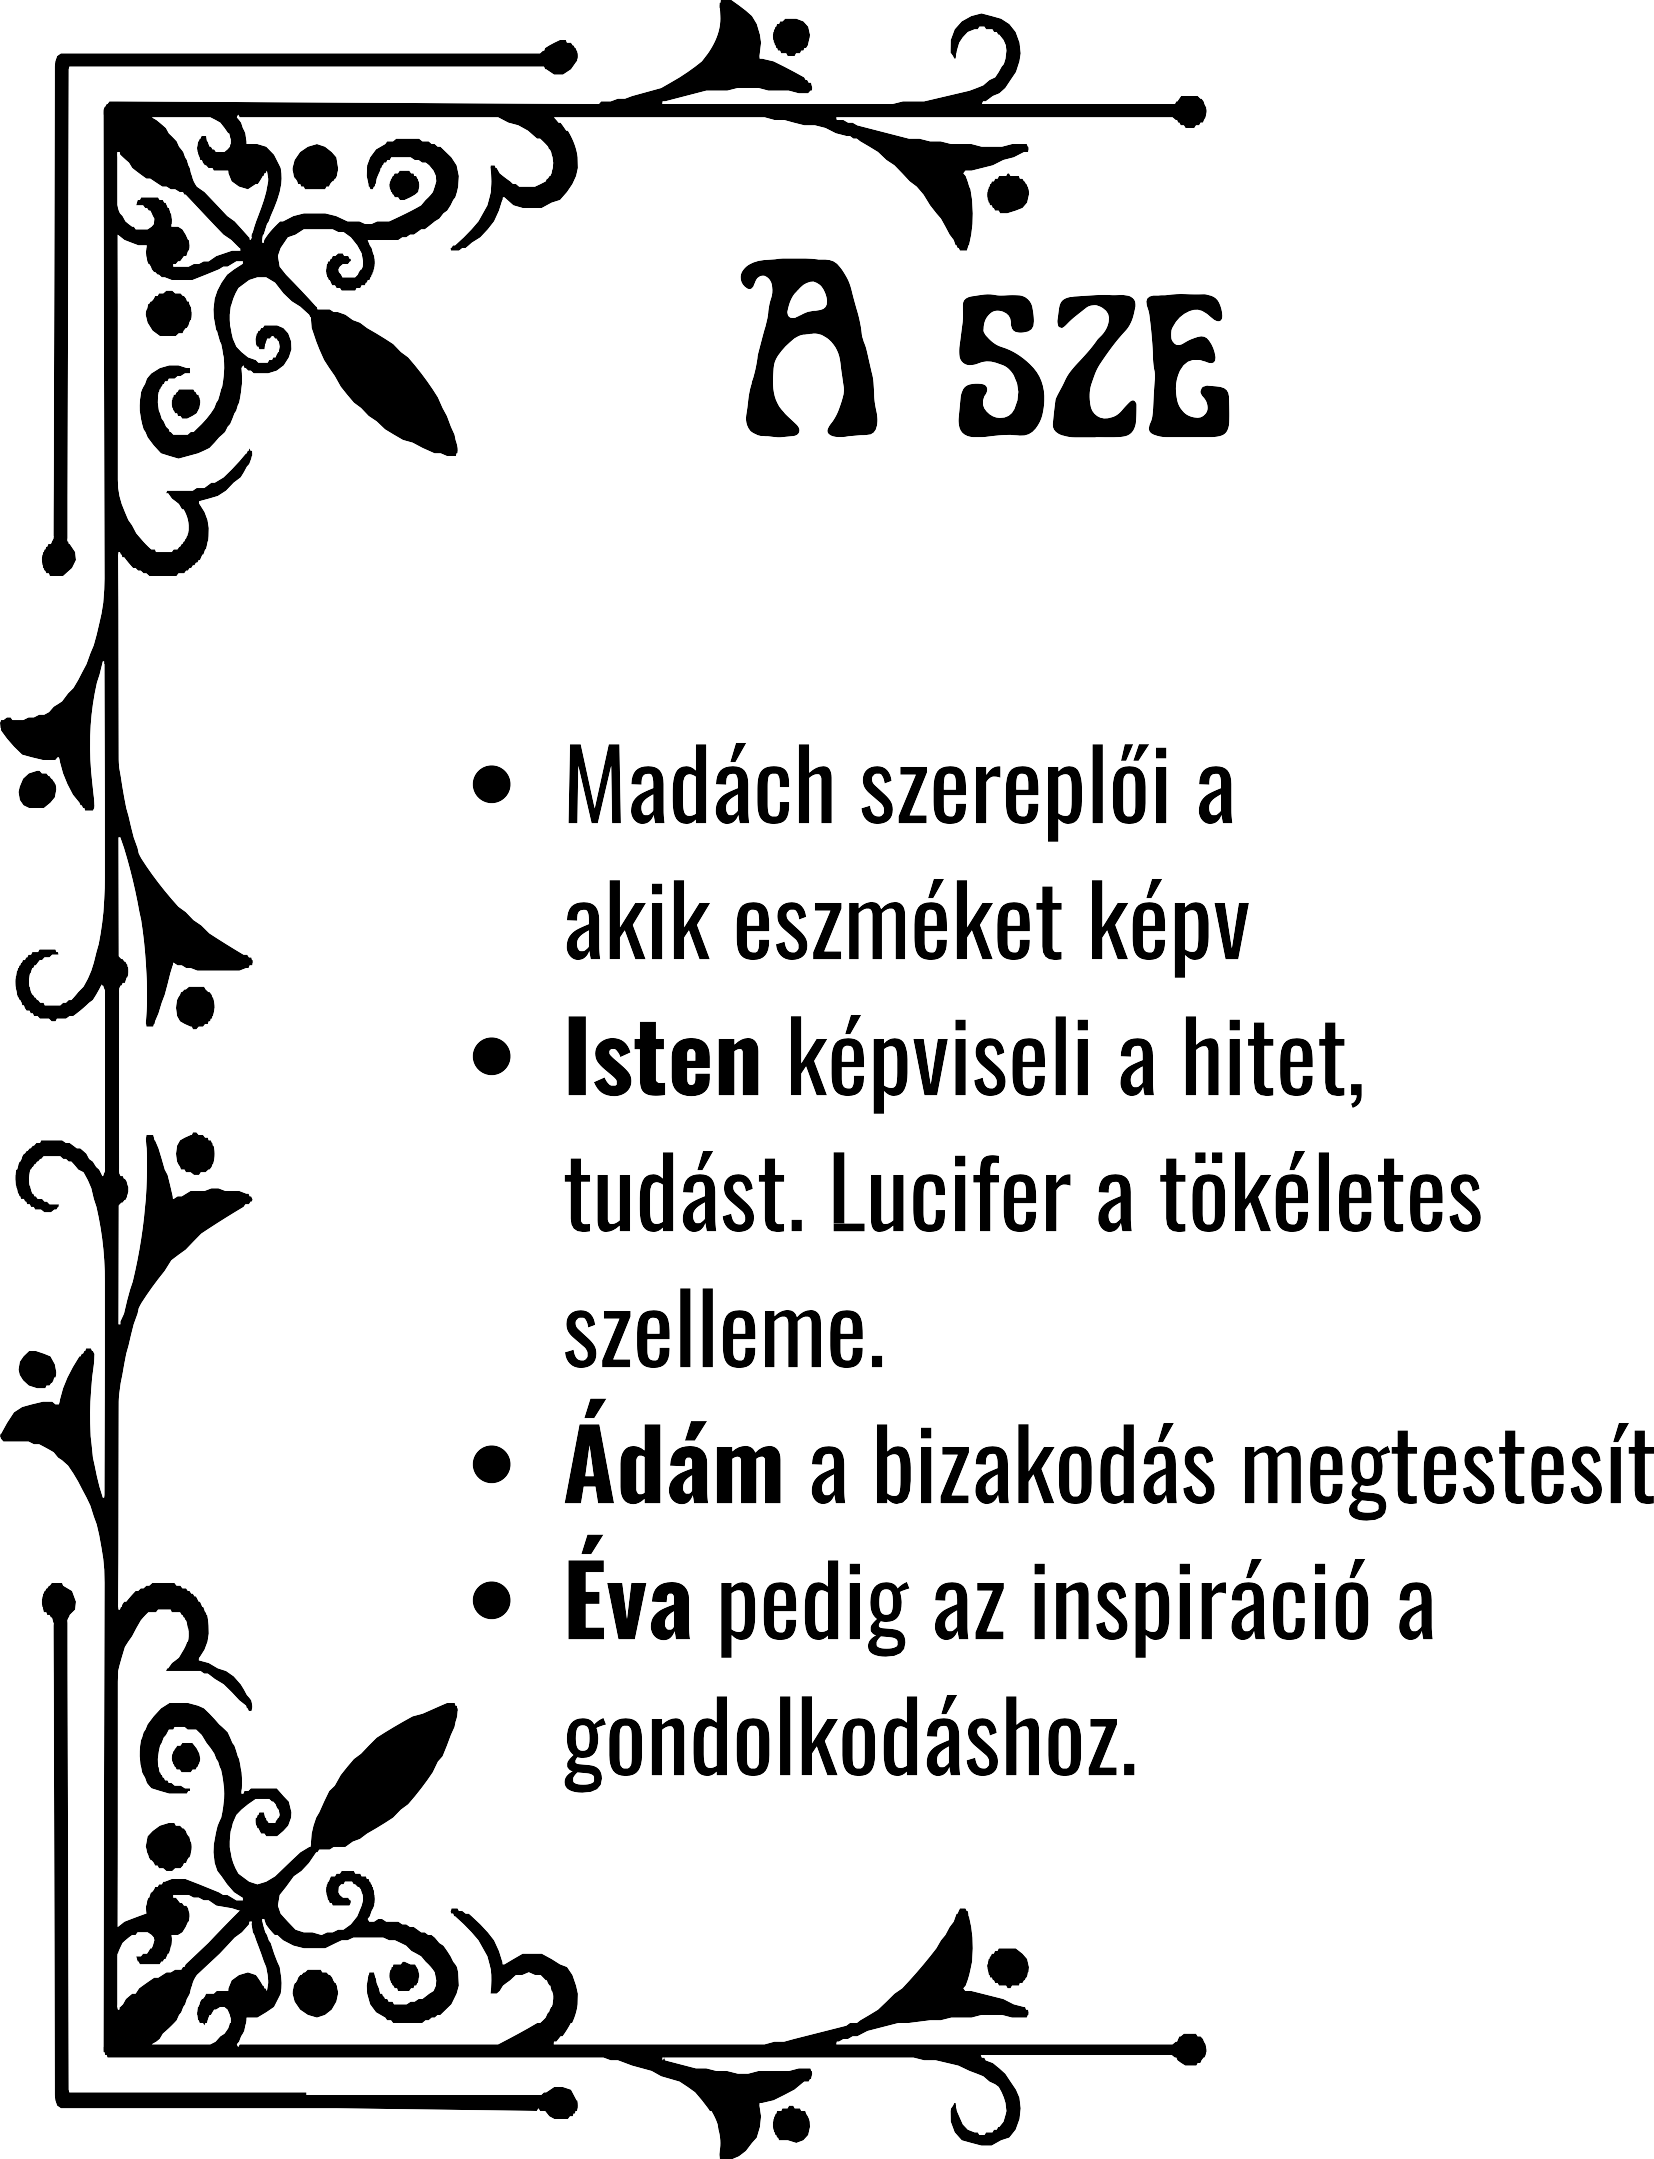 A SZE
• Madách szereplői a
akik eszméket képv
• Isten képviseli a hitet,
tudást. Lucifer a tökéletes
szelleme.
• Ádám a bizakodás megtestesít
• Éva pedig az inspiráció a
gondolkodáshoz.